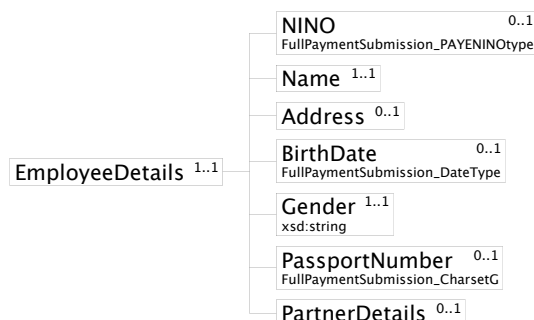 NINO 0..1
FullPaymentSubmission_PAYENINOtype
Name 1..1
Address 0..1
BirthDate 0..1
FullPaymentSubmission_DateType
EmployeeDetails 1..1
Gender 1..1
xsd:string
PassportNumber 0..1
FullPaymentSubmission_CharsetG
PartnerDetails 0..1